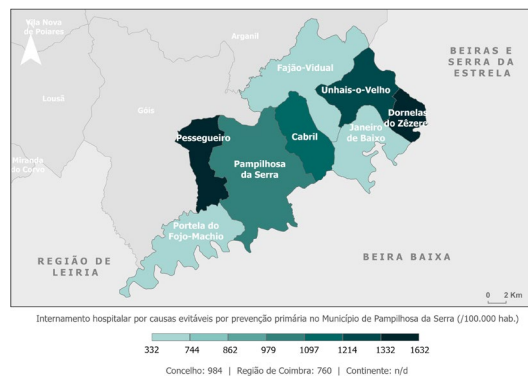 Vila Nova
de Poiares
Arganil
BEIRAS E
SERRA DA
ESTRELA
Fajão-Vidual
Lousã
Góis
Unhais-o-Velho
Dornelas
do Zêzere
Pessegueiro
Cabril
Janeiro
de Baixo
Miranda
do Corvo
Pampilhosa
da Serra
Portela do
Fojo-Machio
REGIÃO DE
LEIRIA
BEIRA BAIXA
0 2 Km
Internamento hospitalar por causas evitáveis por prevenção primária no Município de Pampilhosa da Serra (/100.000 hab.)
332 744 862 979 1097 1214 1332 1632
Concelho: 984 | Região de Coimbra: 760 | Continente: n/d